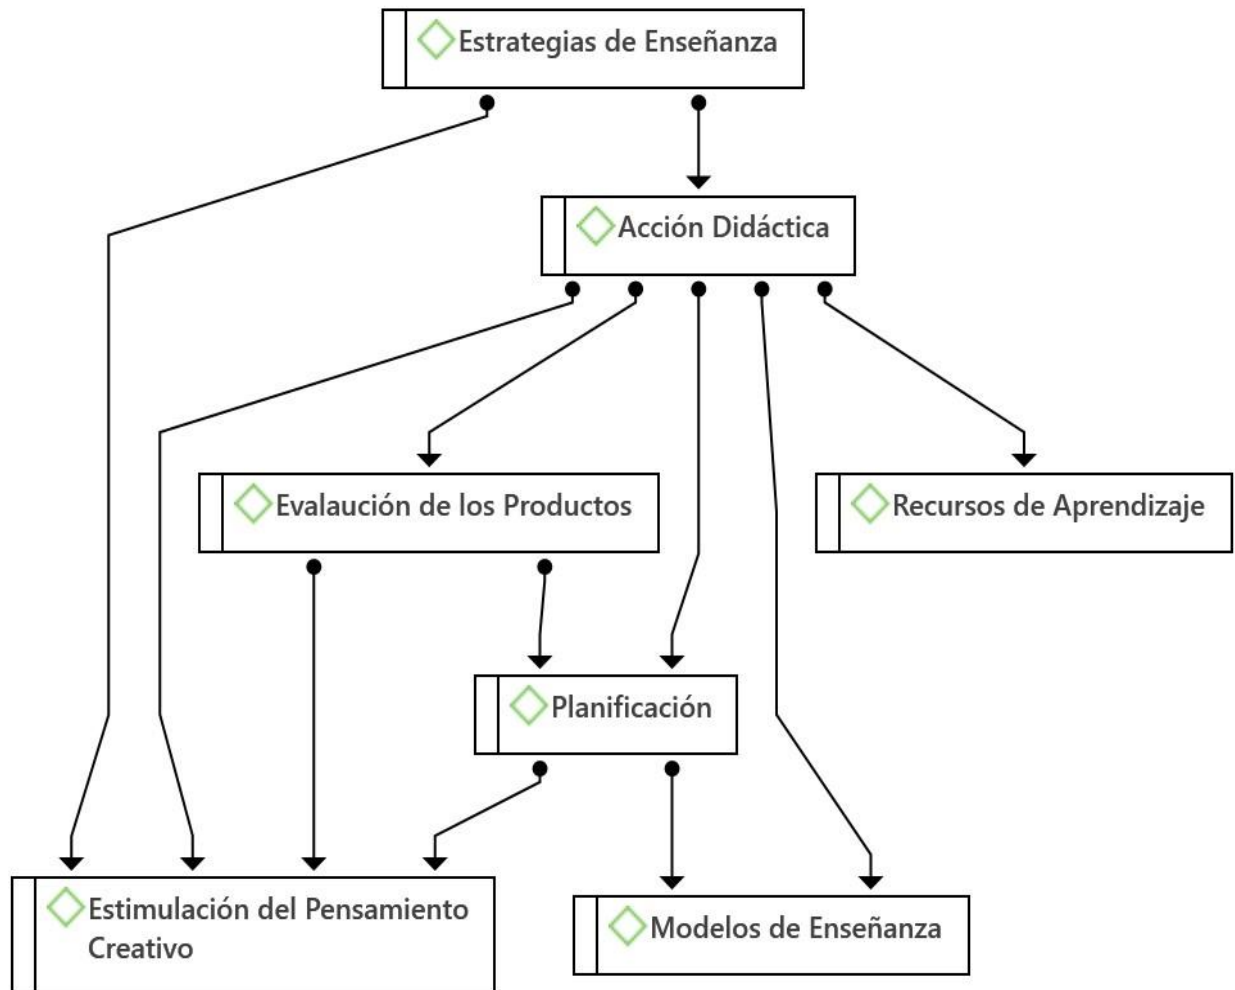 Estrategias de Enseñanza
Acción Didáctica
Evalaución de los Productos
Recursos de Aprendizaje
Planificación
Estimulación del Pensamiento
Creativo
Modelos de Enseñanza